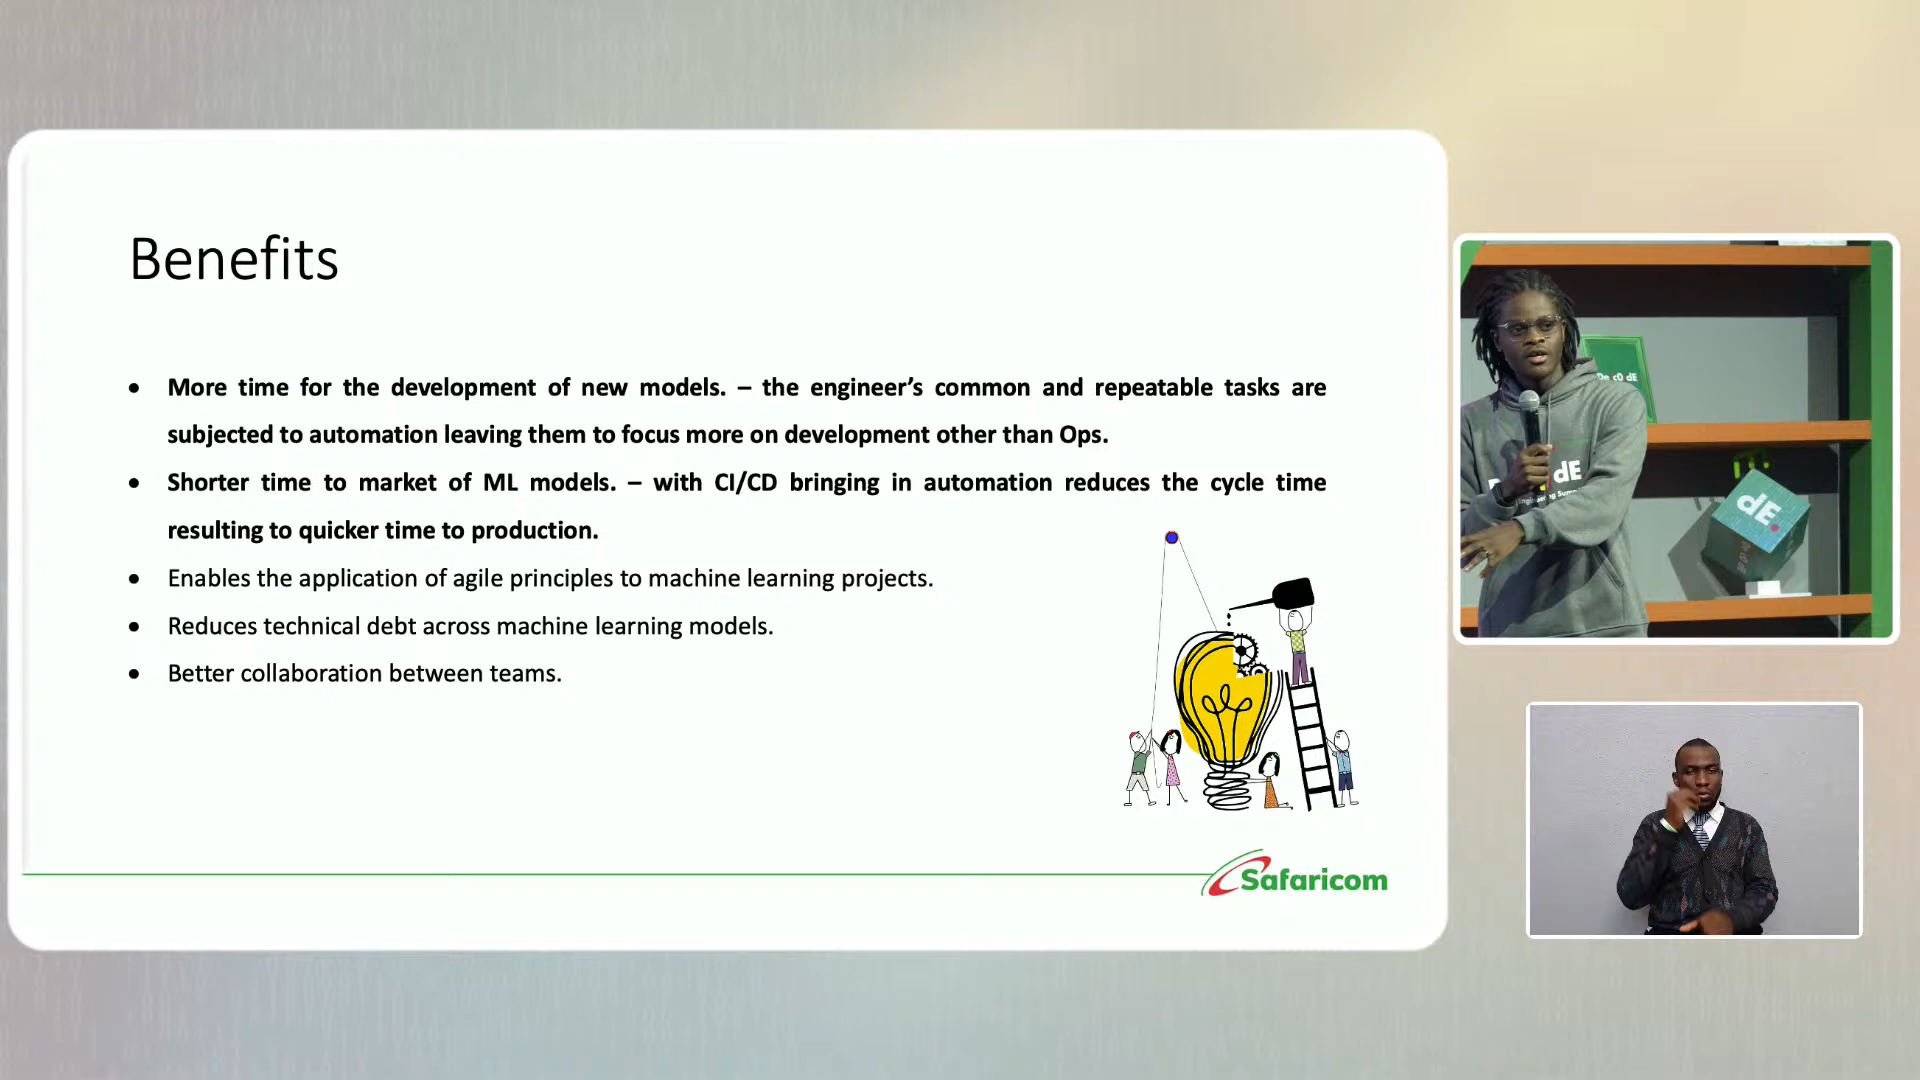 Benefits
• More time for the development of new models. – the engineer’s common and repeatable tasks are
subjected to automation leaving them to focus more on development other than Ops.
• Shorter time to market of ML models. – with CI/CD bringing in automation reduces the cycle time
resulting to quicker time to production.
• Enables the application of agile principles to machine learning projects.
• Reduces technical debt across machine learning models.
• Better collaboration between teams.
Safaricom
De c0 dE
dE
dE.